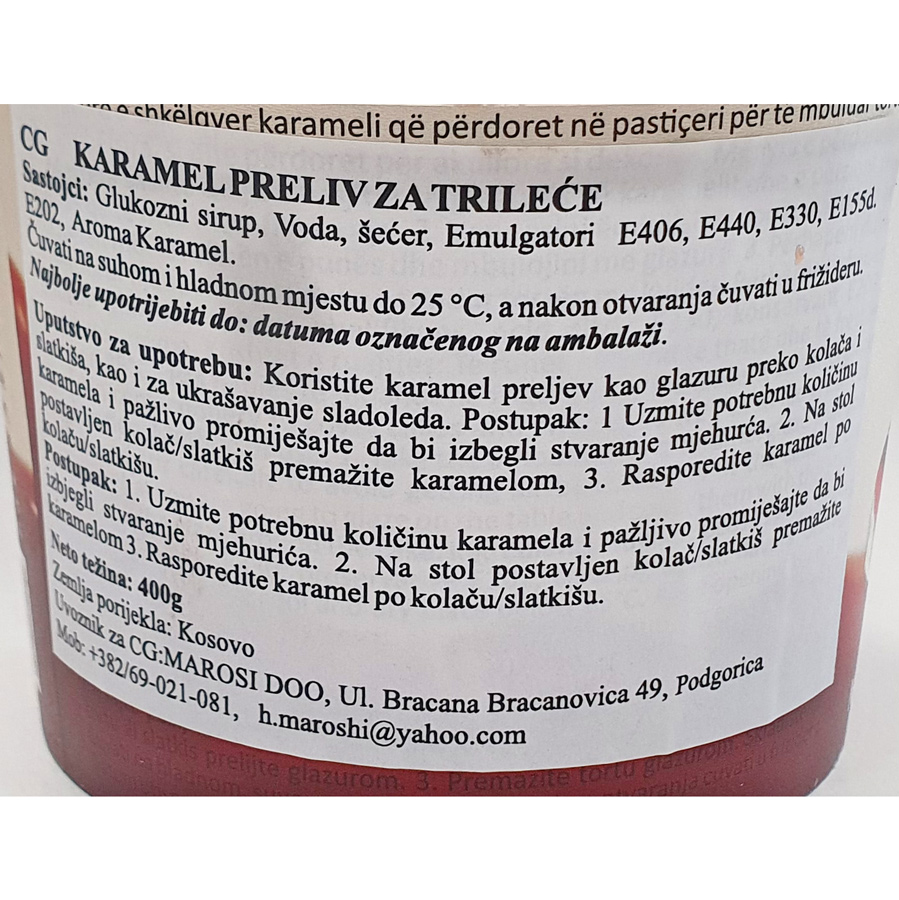 e shkëlqyer karameli që përdoret në pastiçeri për të mbuluar
CG KARAMEL PRELIV ZA TRILEĆE
Sastojci: Glukozni sirup, Voda, šećer, Emulgatori E406, E440, E330, E155d.
E202, Aroma Karamel.
Čuvati na suhom i hladnom mjestu do 25 °C, a nakon otvaranja čuvati u frižideru.
Najbolje upotrijebiti do: datuma označenog na ambalaži.
Uputstvo za upotrebu: Koristite karamel preljev kao glazuru preko kolača i
slatkiša, kao i za ukrašavanje sladoleda. Postupak: 1 Uzmite potrebnu količinu
karamela i pažlivo promiješajte da bi izbegli stvaranje mjehurća. 2. Na stol
postavljen kolač/slatkiš premažite karamelom, 3. Rasporedite karamel po
kolaču/slatkišu.
Postupak: 1. Uzmite potrebnu količinu karamela i pažljivo promiješajte da bi
izbjegli stvaranje mjehurića. 2. Na stol postavljen kolač/slatkiš premažite
karamelom 3. Rasporedite karamel po kolaču/slatkišu.
Neto težina: 400g
Zemlja porijekla: Kosovo
Uvoznik za CG:MAROSI DOO, Ul. Bracana Bracanovica 49, Podgorica
Mob: +382/69-021-081, h.maroshi@yahoo.com
slatkiš prelijte glazurom. 3. Premazite tortu glazurom.